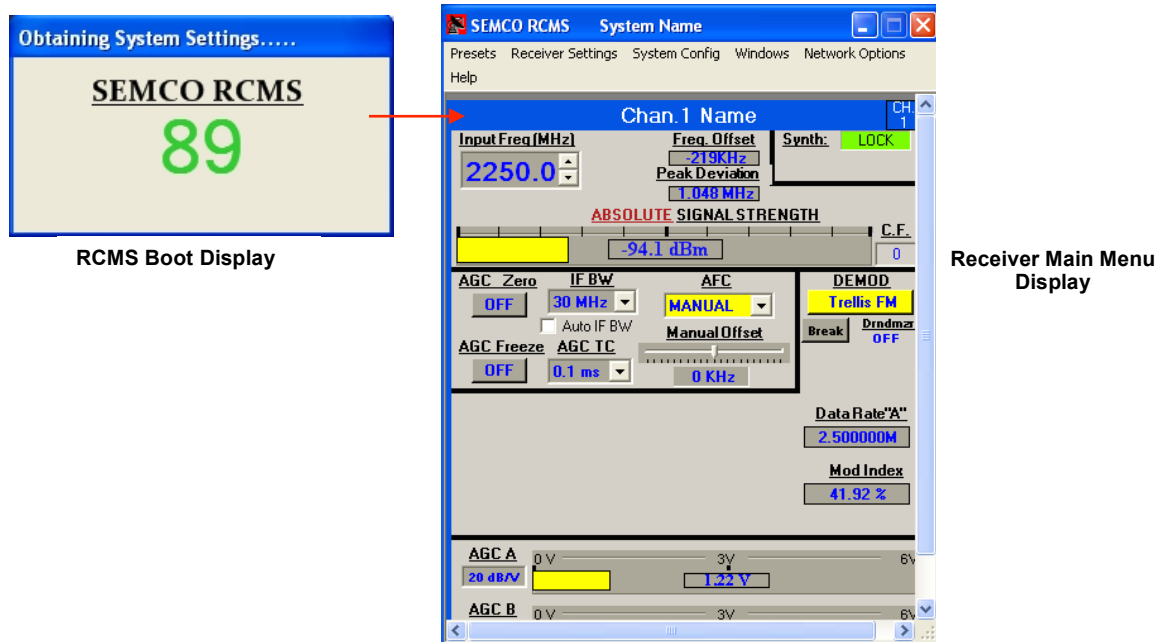 Obtaining System Settings.....
SEMCO RCMS
89
RCMS Boot Display
SEMCO RCMS System Name
Presets Receiver Settings System Config Windows Network Options
Help
Chan.1 Name
CH.
1
Input Freq (MHz)
2250.0
Freq. Offset
-219KHz
Peak Deviation
1.048 MHz
Synth: LOCK
ABSOLUTE SIGNAL STRENGTH
-94.1 dBm
C.F.
0
AGC Zero
OFF
IF BW
30 MHz
Auto IF BW
AGC Freeze
OFF
AGC TC
0.1 ms
AFC
MANUAL
Manual Offset
0 KHz
DEMOD
Trellis FM
Break
Drndmzr
OFF
Data Rate"A"
2.500000M
Mod Index
41.92 %
AGC A
20 dB/V
0 V 3V 6V
1.22 V
AGC B
0 V 3V 6V
Receiver Main Menu
Display